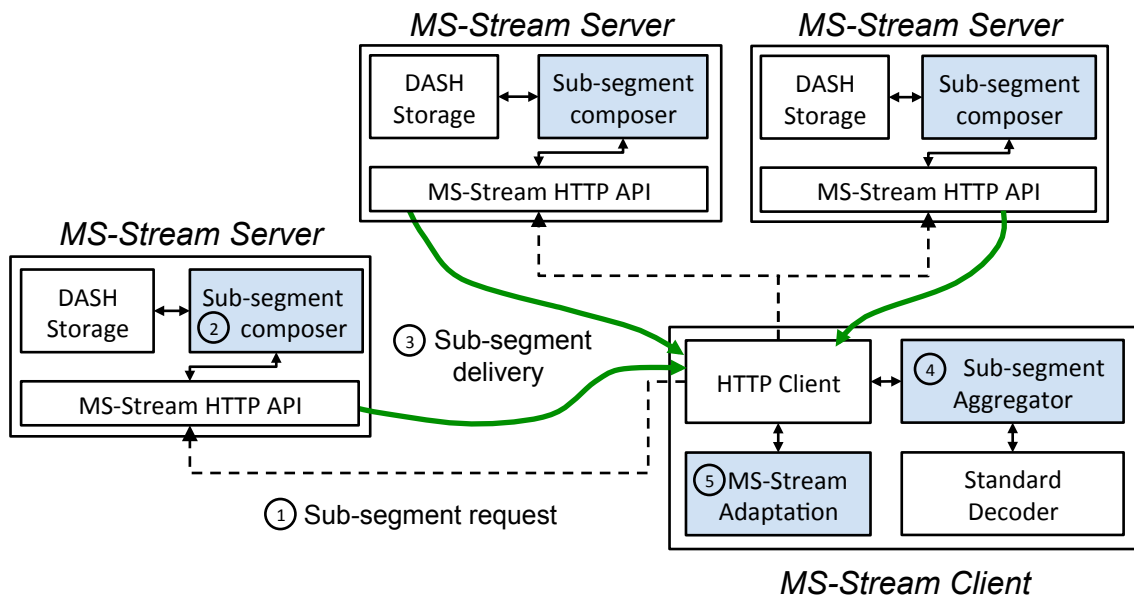 MS-Stream Server
DASH
Storage
Sub-segment
composer
MS-Stream HTTP API
MS-Stream Server
DASH
Storage
Sub-segment
composer
MS-Stream HTTP API
MS-Stream Server
DASH
Storage
Sub-segment
2 composer
MS-Stream HTTP API
3 Sub-segment
delivery
1 Sub-segment request
HTTP Client
4 Sub-segment
Aggregator
5 MS-Stream
Adaptation
Standard
Decoder
MS-Stream Client